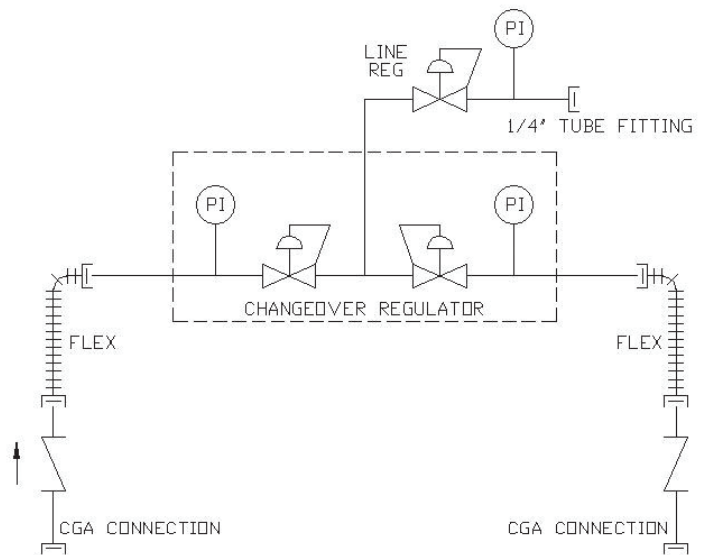 PI
LINE
REG
1/4" TUBE FITTING
PI
PI
CHANGEOVER REGULATOR
FLEX
FLEX
CGA CONNECTION
CGA CONNECTION